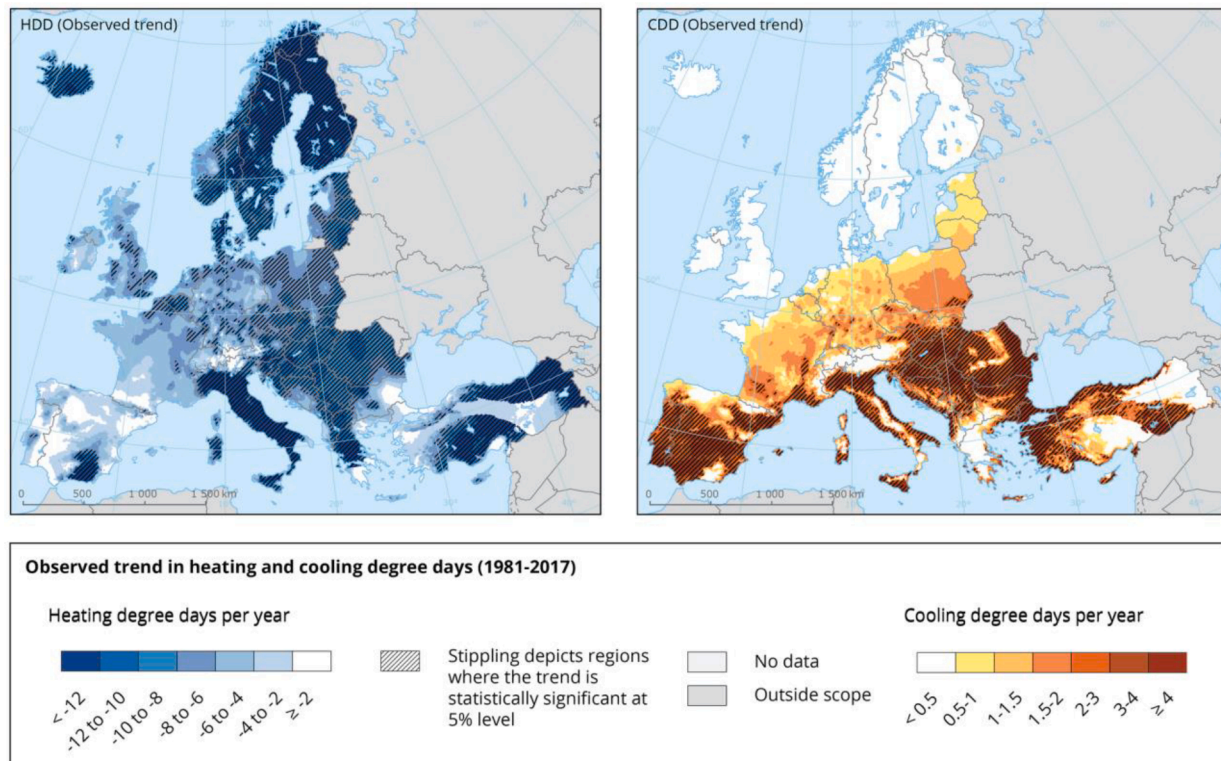 HDD (Observed trend)
CDD (Observed trend)
0 500 1 000 1 500 km
0 500 1 000 1 500 km
Observed trend in heating and cooling degree days (1981-2017)
Heating degree days per year
< -12
-12 to -10
-10 to -8
-8 to -6
-6 to -4
-4 to -2
≥ -2
Stippling depicts regions
where the trend is
statistically significant at
5% level
No data
Outside scope
Cooling degree days per year
< 0.5
0.5-1
1-1.5
1.5-2
2-3
3-4
≥ 4